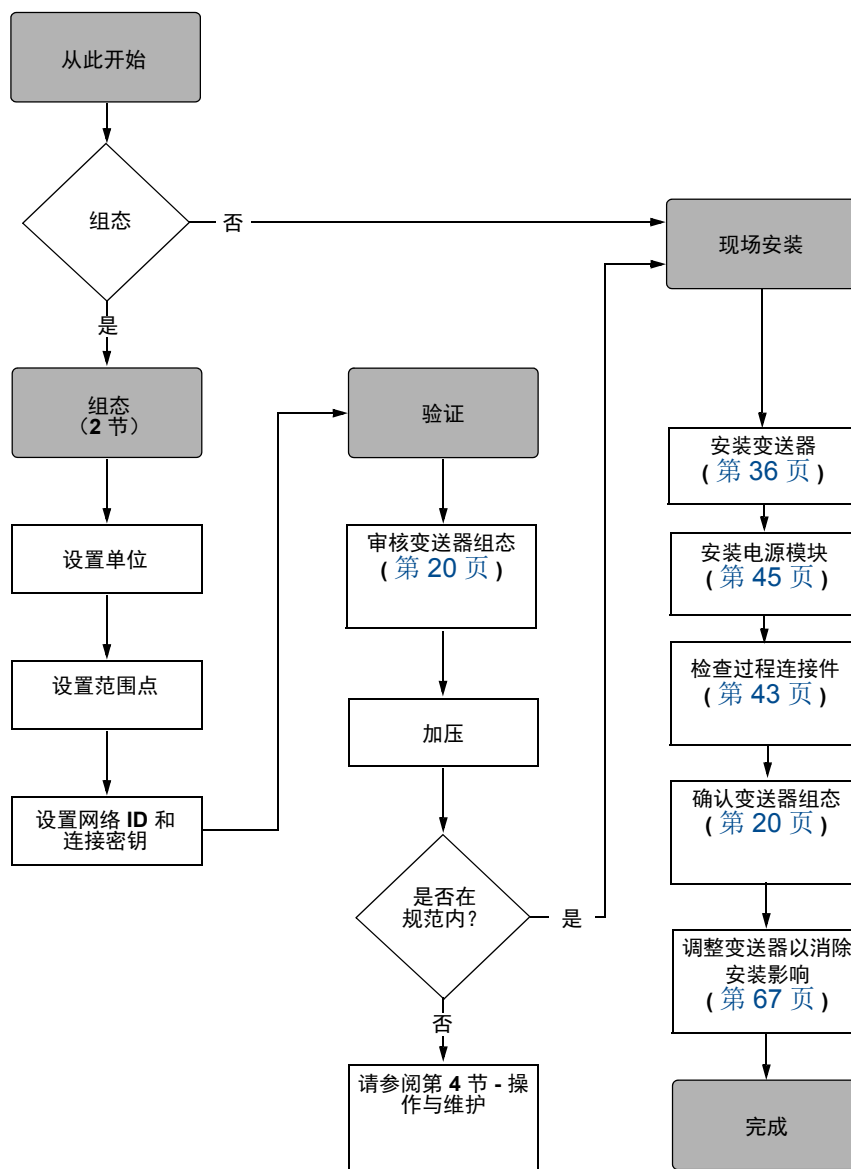 从此开始
组态
否
是
组态
(2 节)
设置单位
设置范围点
设置网络 ID 和
连接密钥
验证
审核变送器组态
( 第 20 页 )
加压
是否在
规范内?
是
否
请参阅第 4 节 - 操
作与维护
现场安装
安装变送器
( 第 36 页 )
安装电源模块
( 第 45 页 )
检查过程连接件
( 第 43 页 )
确认变送器组态
( 第 20 页 )
调整变送器以消除
安装影响
( 第 67 页 )
完成